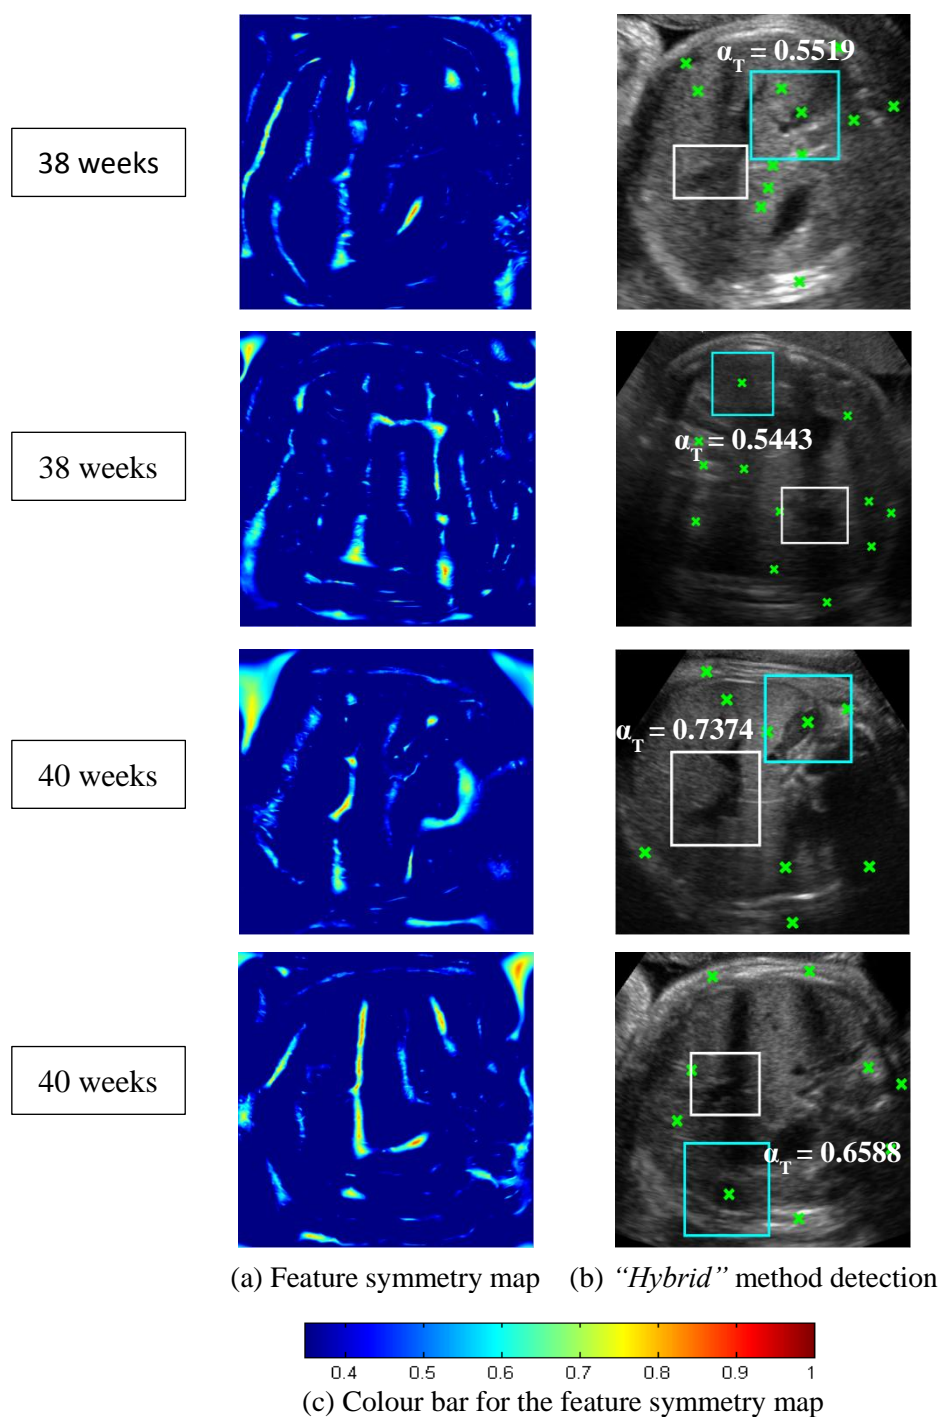 α_T = 0.5519
38 weeks
38 weeks
α_T = 0.5443
40 weeks
α_T = 0.7374
40 weeks
α_T = 0.6588
(a) Feature symmetry map (b) “Hybrid” method detection
0.4 0.5 0.6 0.7 0.8 0.9 1
(c) Colour bar for the feature symmetry map